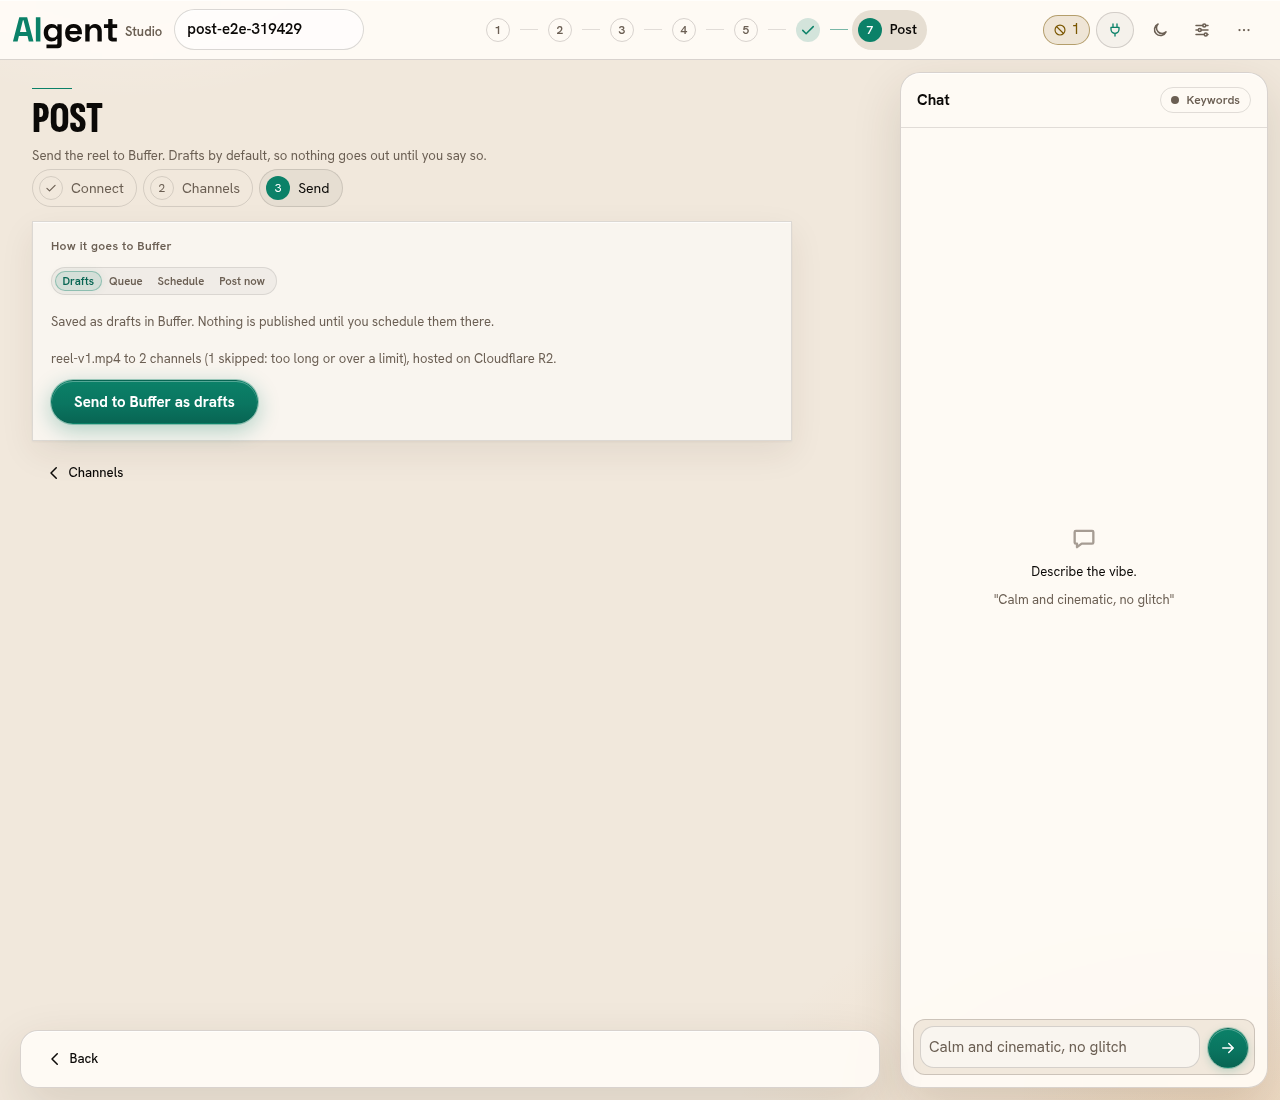 AIgent Studio post-e2e-319429 1 2 3 4 5 7 Post 1
POST
Send the reel to Buffer. Drafts by default, so nothing goes out until you say so.
Connect 2 Channels 3 Send
How it goes to Buffer
Drafts Queue Schedule Post now
Saved as drafts in Buffer. Nothing is published until you schedule them there.
reel-v1.mp4 to 2 channels (1 skipped: too long or over a limit), hosted on Cloudflare R2.
Send to Buffer as drafts
Channels
Back
Chat Keywords
Describe the vibe.
"Calm and cinematic, no glitch"
Calm and cinematic, no glitch